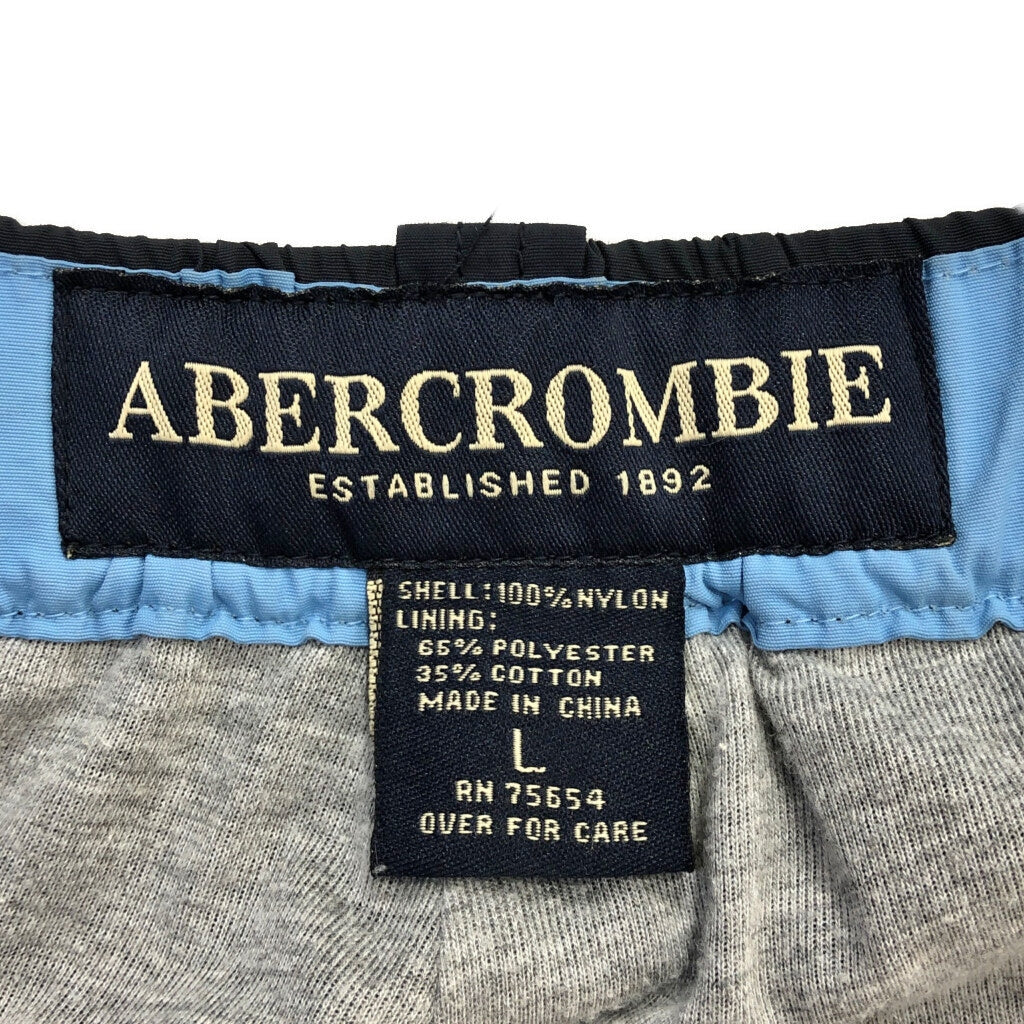 ABERCROMBIE
ESTABLISHED 1892
SHELL: 100% NYLON
LINING:
65% POLYESTER
35% COTTON
MADE IN CHINA
L
RN 75654
OVER FOR CARE